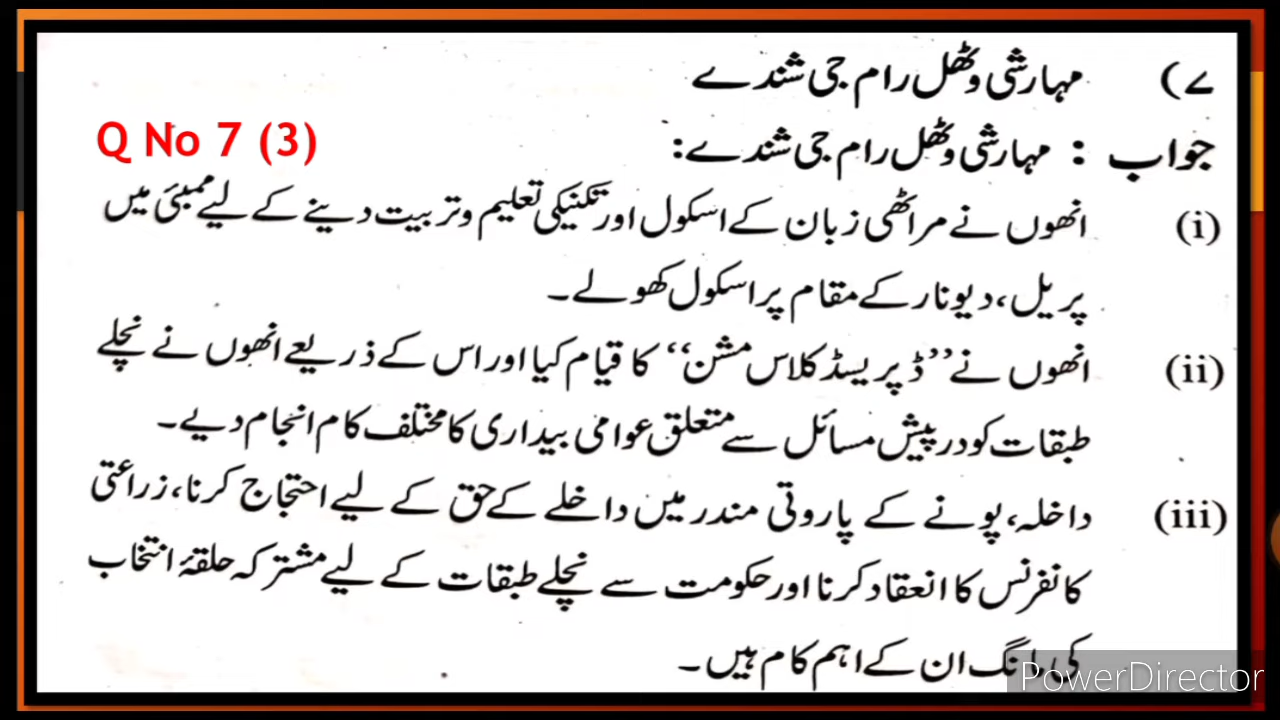 ۷) مہارشی وٹھل رام جی شندے
Q No 7 (3)
جواب : مہارشی وٹھل رام جی شندے:
(i) انھوں نے مراٹھی زبان کے اسکول اور تکنیکی تعلیم و تربیت دینے کے لیے ممبئی میں
پریل، دیونار کے مقام پر اسکول کھولے۔
(ii) انھوں نے ’’ڈپریسڈ کلاس مشن‘‘ کا قیام کیا اور اس کے ذریعے انھوں نے نچلے
طبقات کو درپیش مسائل سے متعلق عوامی بیداری کا مختلف کام انجام دیے۔
(iii) داخلہ، پونے کے پاروتی مندر میں داخلے کے حق کے لیے احتجاج کرنا، زراعتی
کانفرنس کا انعقاد کرنا اور حکومت سے نچلے طبقات کے لیے مشترکہ حلقۂ انتخاب
کی مانگ ان کے اہم کام ہیں۔
PowerDirector